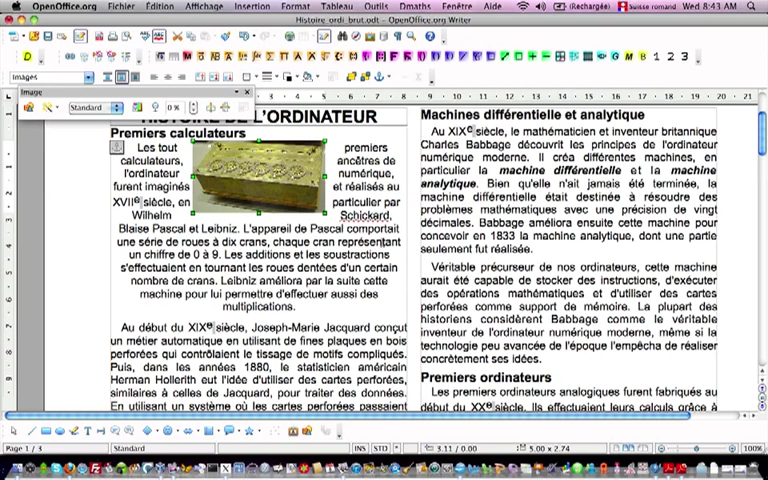 OpenOffice.org Fichier Édition Affichage Insertion Format Tableau Outils Dmaths Fenêtre Aide (Rechargée) Suisse romand Wed 8:43 AM
Histoire_ordi_brut.odt - OpenOffice.org Writer
1 2 3
Images
Image
Standard 0 %
HISTOIRE DE L'ORDINATEUR
Premiers calculateurs
Les tout premiers
calculateurs, ancêtres de
l'ordinateur numérique,
furent imaginés et réalisés au
XVIIe siècle, en particulier par
Wilhelm Schickard,
Blaise Pascal et Leibniz. L'appareil de Pascal comportait
une série de roues à dix crans, chaque cran représentant
un chiffre de 0 à 9. Les additions et les soustractions
s'effectuaient en tournant les roues dentées d'un certain
nombre de crans. Leibniz améliora par la suite cette
machine pour lui permettre d'effectuer aussi des
multiplications.
Au début du XIXe siècle, Joseph-Marie Jacquard conçut
un métier automatique en utilisant de fines plaques en bois
perforées qui contrôlaient le tissage de motifs compliqués.
Puis, dans les années 1880, le statisticien américain
Herman Hollerith eut l'idée d'utiliser des cartes perforées,
similaires à celles de Jacquard, pour traiter des données.
En utilisant un système où les cartes perforées passaient
Machines différentielle et analytique
Au XIXe siècle, le mathématicien et inventeur britannique
Charles Babbage découvrit les principes de l'ordinateur
numérique moderne. Il créa différentes machines, en
particulier la machine différentielle et la machine
analytique. Bien qu'elle n'ait jamais été terminée, la
machine différentielle était destinée à résoudre des
problèmes mathématiques avec une précision de vingt
décimales. Babbage améliora ensuite cette machine pour
concevoir en 1833 la machine analytique, dont une partie
seulement fut réalisée.
Véritable précurseur de nos ordinateurs, cette machine
aurait été capable de stocker des instructions, d'exécuter
des opérations mathématiques et d'utiliser des cartes
perforées comme support de mémoire. La plupart des
historiens considèrent Babbage comme le véritable
inventeur de l'ordinateur numérique moderne, même si la
technologie peu avancée de l'époque l'empêcha de réaliser
concrètement ses idées.
Premiers ordinateurs
Les premiers ordinateurs analogiques furent fabriqués au
début du XXe siècle. Ils effectuaient leurs calculs grâce à
Page 1 / 3 Standard INS STD * 3.11 / 0.00 5.00 x 2.74 100%